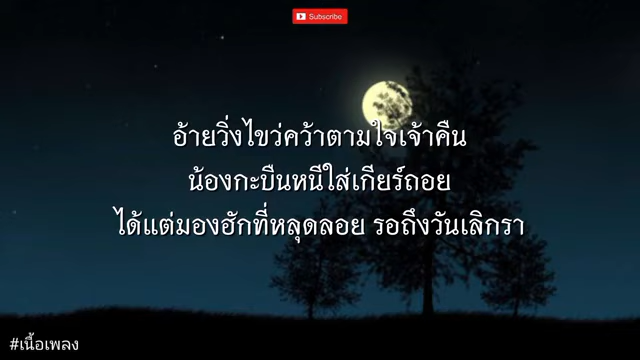 Subscribe
อ้ายวิ่งไขว่คว้าตามใจเจ้าคืน
น้องกะบืนหนีใส่เกียร์ถอย
ได้แต่มองฮักที่หลุดลอย รอถึงวันเลิกรา
#เนื้อเพลง